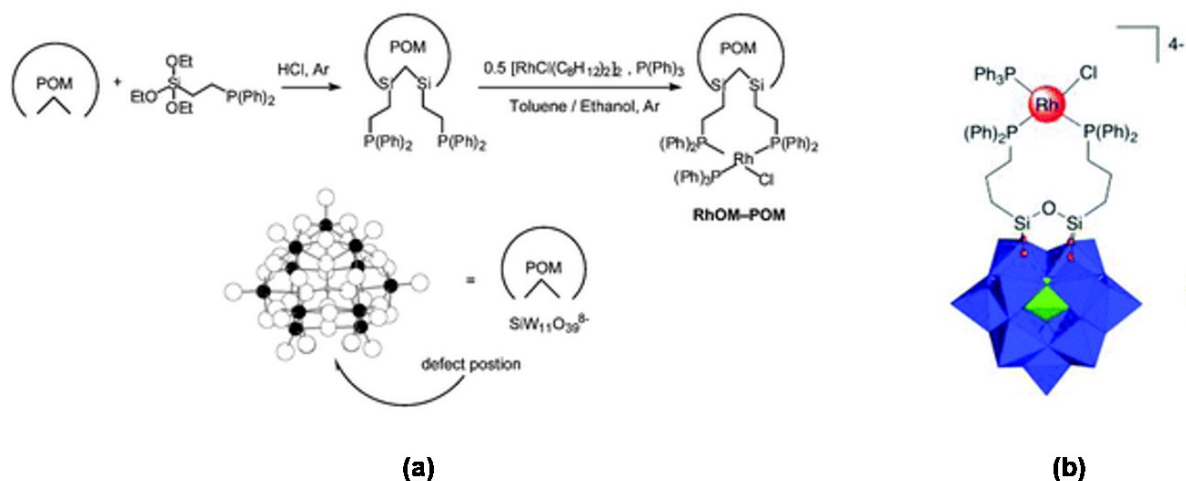 POM
+
OEt
Si
EtO
OEt
P(Ph)₂
HCl, Ar
POM
Si Si
P(Ph)₂ P(Ph)₂
0.5 [RhCl(C₈H₁₂)₂]₂ , P(Ph)₃
Toluene / Ethanol, Ar
POM
Si Si
(Ph)₂P P(Ph)₂
Rh
(Ph)₃P Cl
RhOM–POM
=
POM
SiW₁₁O₃₉⁸⁻
defect postion
(a)
4-
Ph₃P Cl
Rh
(Ph)₂P P(Ph)₂
O
Si Si
(b)